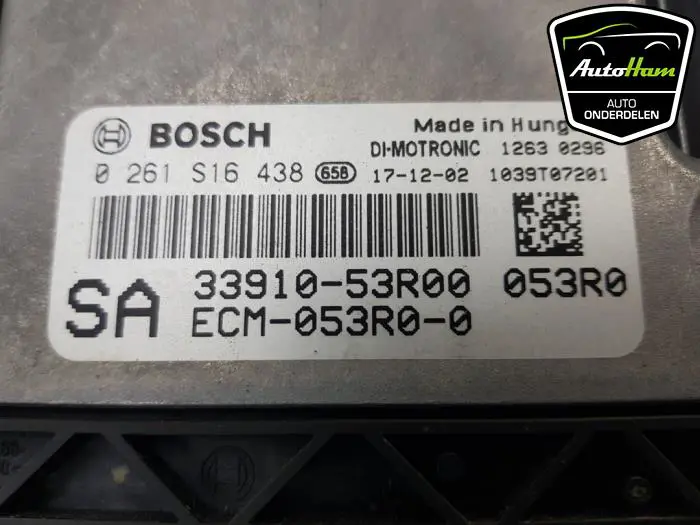 AutoHam
AUTO
ONDERDELEN
BOSCH
Made in Hung
DI-MOTRONIC 1263 0296
0 261 S16 438 658 17-12-02 1039T07201
SA 33910-53R00 053R0
ECM-053R0-0